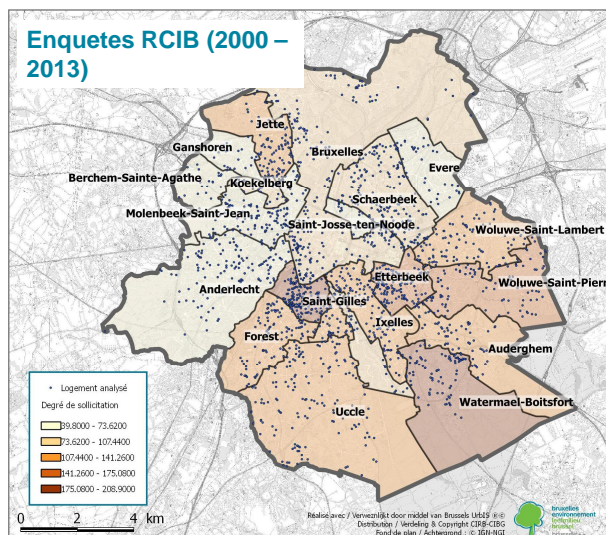 Enquetes RCIB (2000 –
2013)
Jette
Ganshoren
Bruxelles
Evere
Berchem-Sainte-Agathe
Koekelberg
Schaerbeek
Molenbeek-Saint-Jean
Saint-Josse-ten-Noode
Woluwe-Saint-Lambert
Etterbeek
Woluwe-Saint-Pierr
Anderlecht
Saint-Gilles
Ixelles
Forest
Auderghem
Watermael-Boitsfort
Uccle
Logement analysé
Degré de sollicitation
39.8000 - 73.6200
73.6200 - 107.4400
107.4400 - 141.2600
141.2600 - 175.0800
175.0800 - 208.9000
0 2 4 km
Réalisé avec / Verwezenlijkt door middel van Brussels UrbIS ®©
Distribution / Verdeling & Copyright CIRB-CIBG
Fond de plan / Achtergrond : © IGN-NGI
bruxelles
environnement
leefmilieu
brussel